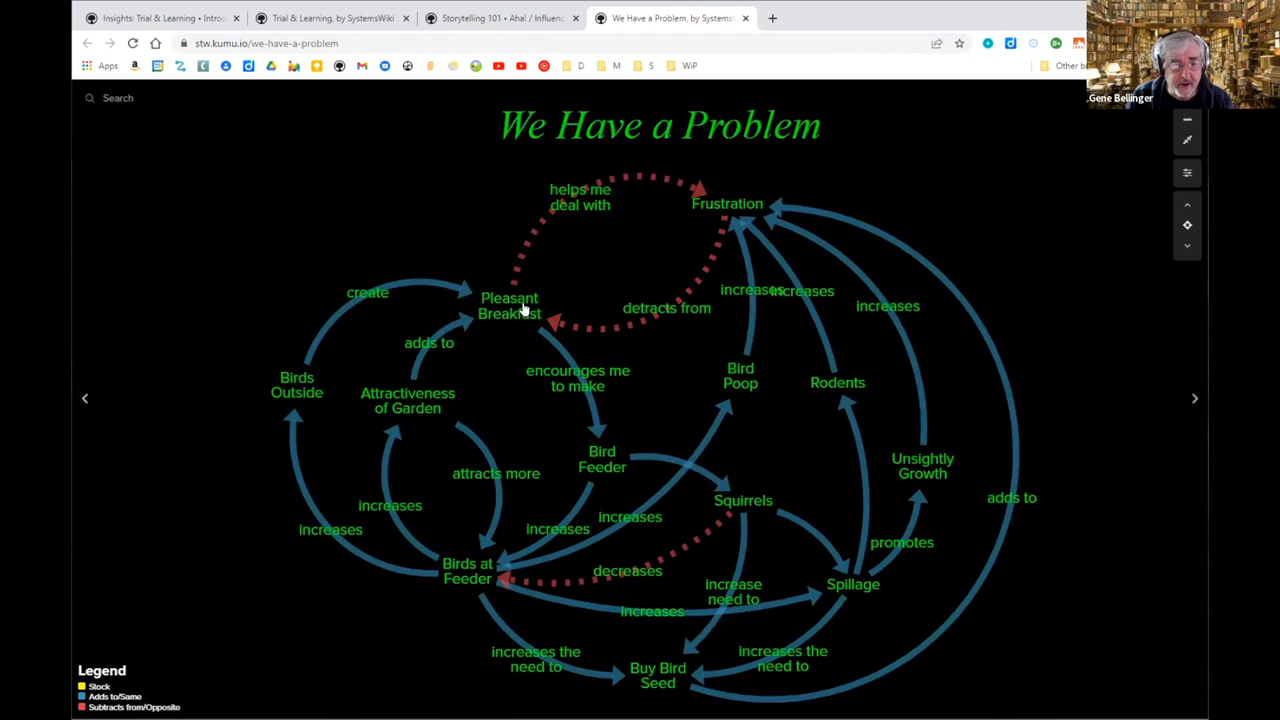 Insights: Trial & Learning • Introd
Trial & Learning, by SystemsWiki
Storytelling 101 • Aha! / Influenc
We Have a Problem, by SystemsW
stw.kumu.io/we-have-a-problem
Apps
D
M
S
WiP
Other bo
Gene Bellinger
Search
We Have a Problem
helps me
deal with
Frustration
create
Pleasant
Breakfast
detracts from
increases
increases
increases
adds to
encourages me
to make
Birds
Outside
Attractiveness
of Garden
Bird
Poop
Rodents
Bird
Feeder
Unsightly
Growth
attracts more
Squirrels
adds to
increases
increases
increases
increases
promotes
Birds at
Feeder
decreases
Spillage
increase
need to
increases
increases the
need to
Buy Bird
Seed
increases the
need to
Legend
Stock
Adds to/Same
Subtracts from/Opposite